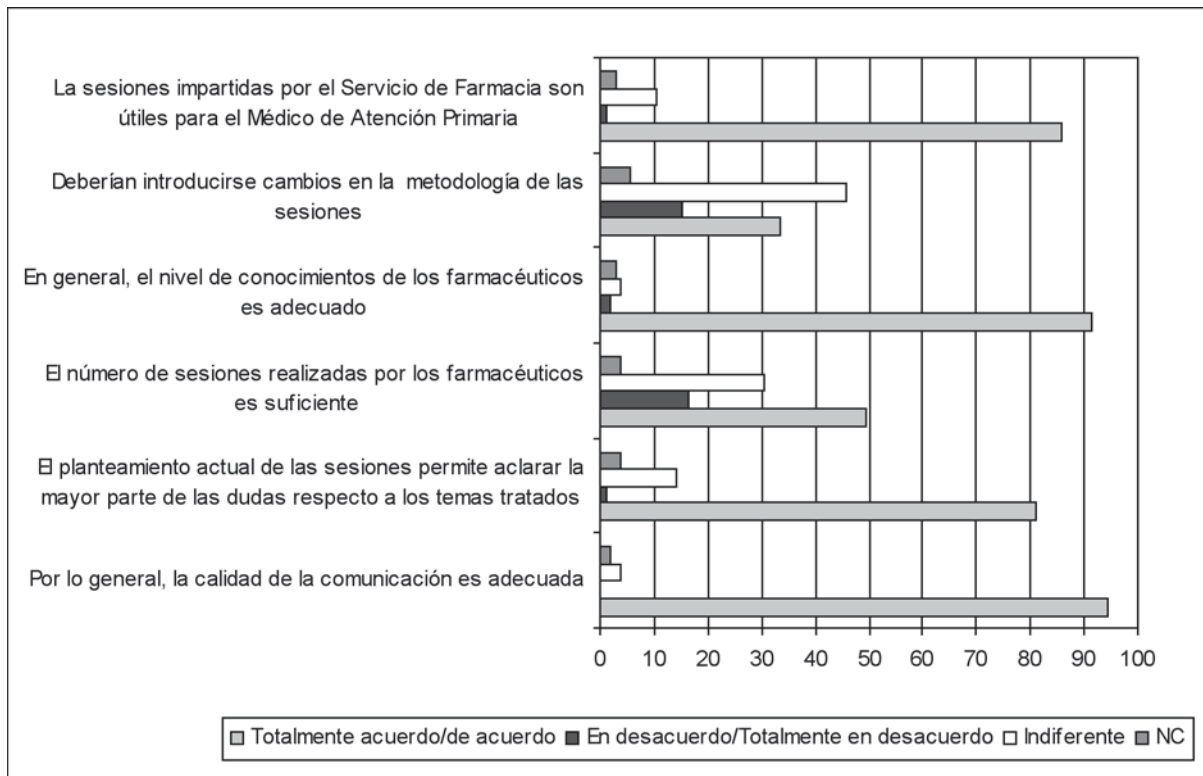 La sesiones impartidas por el Servicio de Farmacia son
útiles para el Médico de Atención Primaria
Deberían introducirse cambios en la metodología de las
sesiones
En general, el nivel de conocimientos de los farmacéuticos
es adecuado
El número de sesiones realizadas por los farmacéuticos
es suficiente
El planteamiento actual de las sesiones permite aclarar la
mayor parte de las dudas respecto a los temas tratados
Por lo general, la calidad de la comunicación es adecuada
0 10 20 30 40 50 60 70 80 90 100
Totalmente acuerdo/de acuerdo En desacuerdo/Totalmente en desacuerdo Indiferente NC